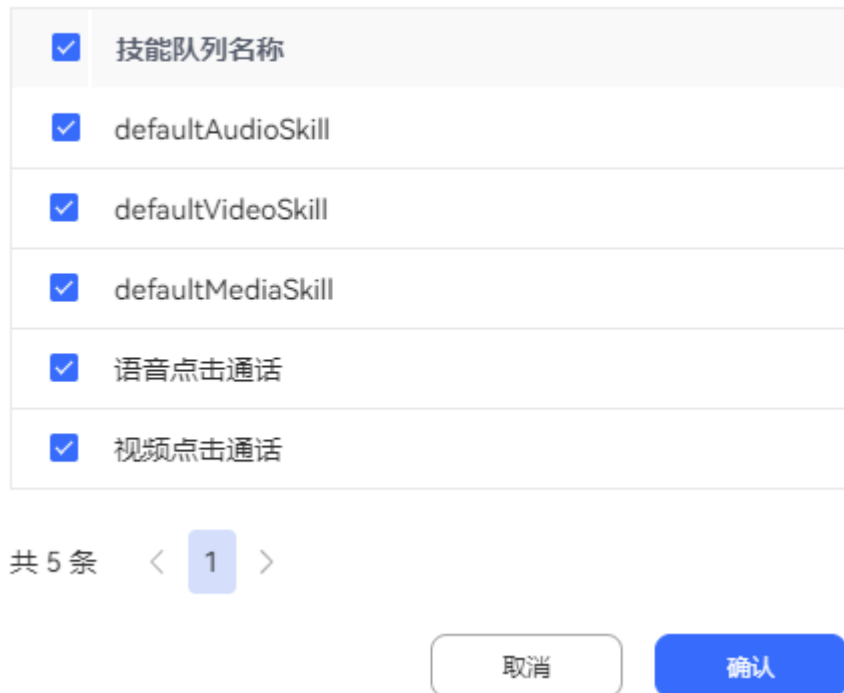 技能队列名称
defaultAudioSkill
defaultVideoSkill
defaultMediaSkill
语音点击通话
视频点击通话
共 5 条 < 1 >
取消 确认